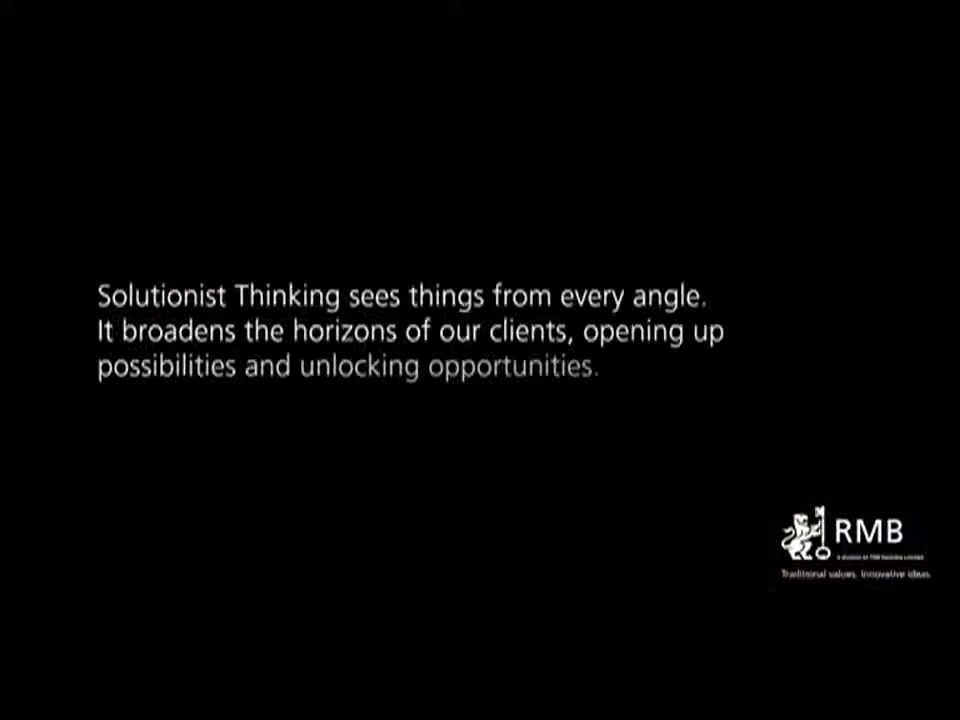 Solutionist Thinking sees things from every angle.
It broadens the horizons of our clients, opening up
possibilities and unlocking opportunities.
RMB
Traditional values. Innovative ideas.